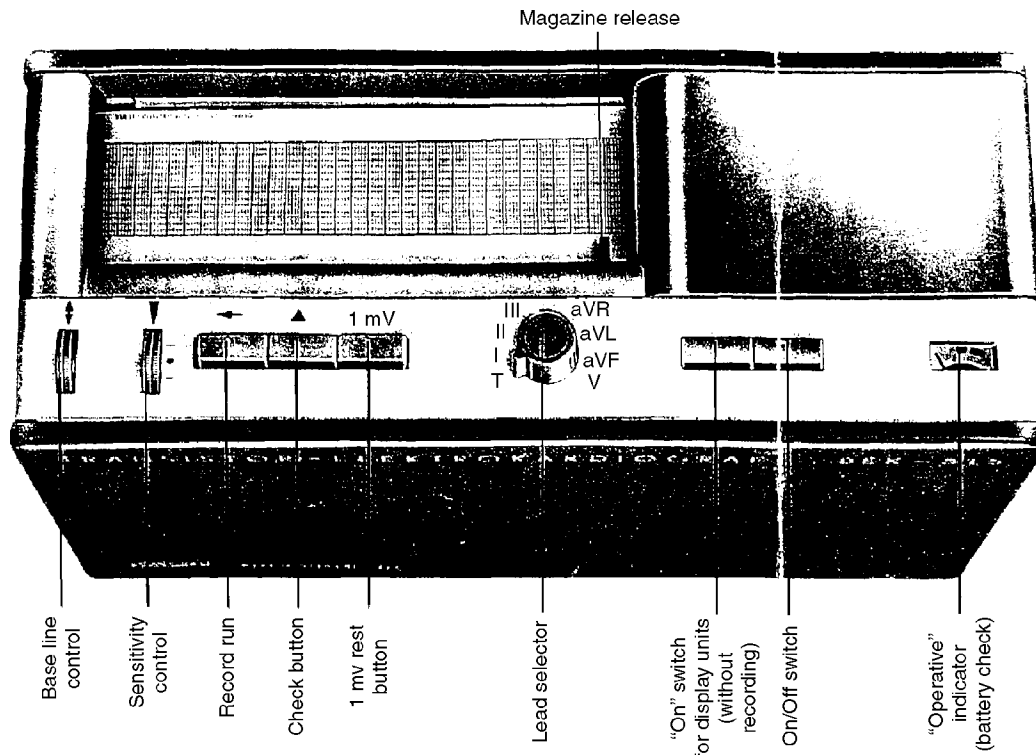 Magazine release
1 mV
III
II
I
T
aVR
aVL
aVF
V
Base line
control
Sensitivity
control
Record run
Check button
1 mv rest
button
Lead selector
"On" switch
for display units
(without
recording)
On/Off switch
"Operative"
indicator
(battery check)